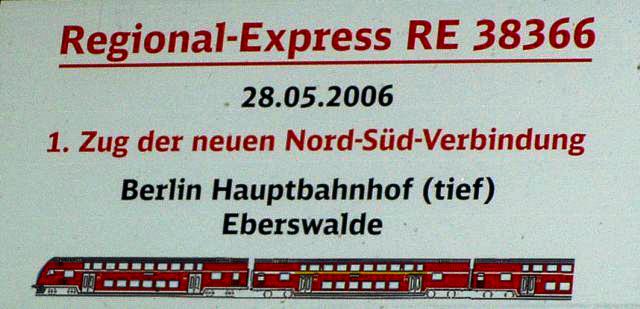 Regional-Express RE 38366
28.05.2006
1. Zug der neuen Nord-Süd-Verbindung
Berlin Hauptbahnhof (tief)
Eberswalde